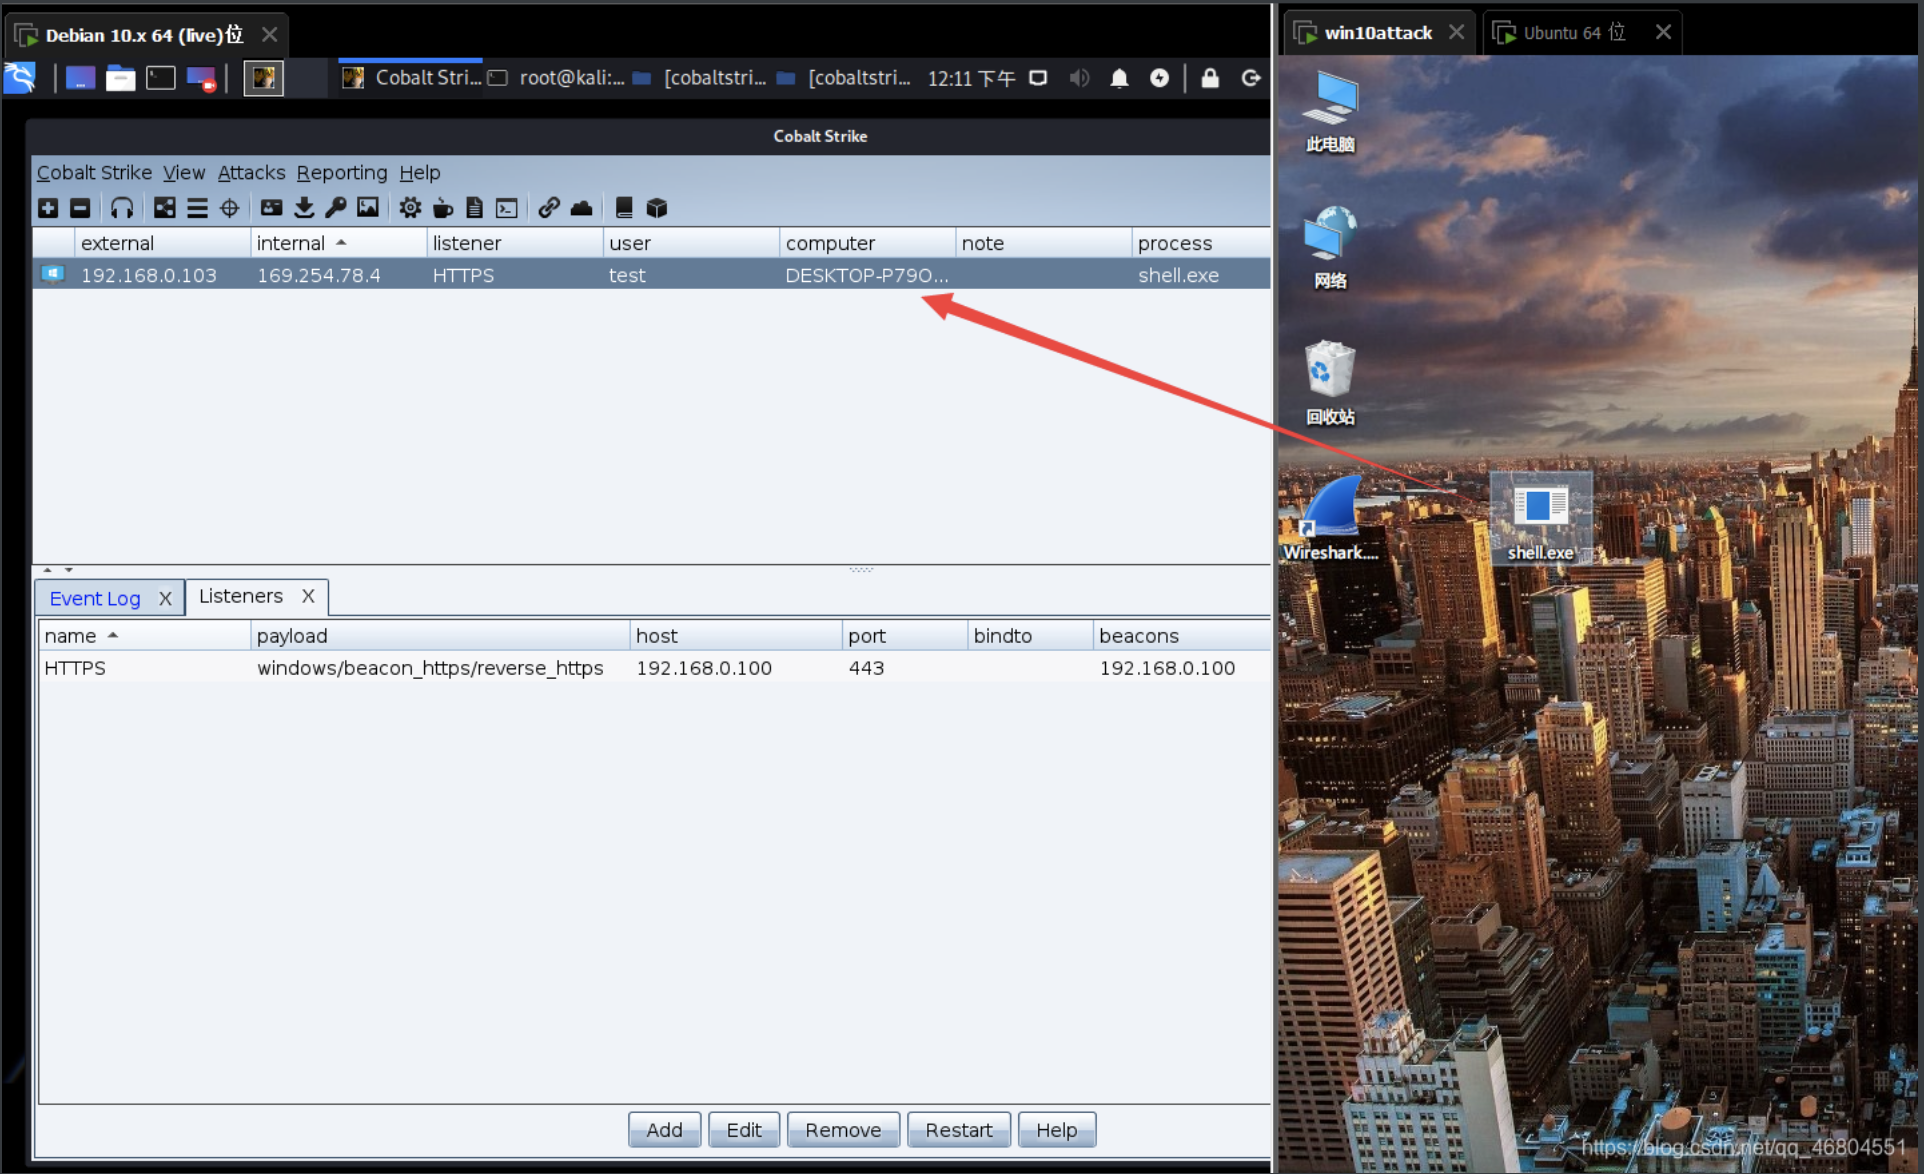 Debian 10.x 64 (live)位
win10attack
Ubuntu 64 位
Cobalt Stri...
root@kali:...
[cobaltstri...
[cobaltstri...
12:11 下午
Cobalt Strike
Cobalt Strike View Attacks Reporting Help
external internal listener user computer note process
192.168.0.103 169.254.78.4 HTTPS test DESKTOP-P79O... shell.exe
Event Log X Listeners X
name payload host port bindto beacons
HTTPS windows/beacon_https/reverse_https 192.168.0.100 443 192.168.0.100
Add Edit Remove Restart Help
此电脑
网络
回收站
Wireshark....
shell.exe
https://blog.csdn.net/qq_46804551